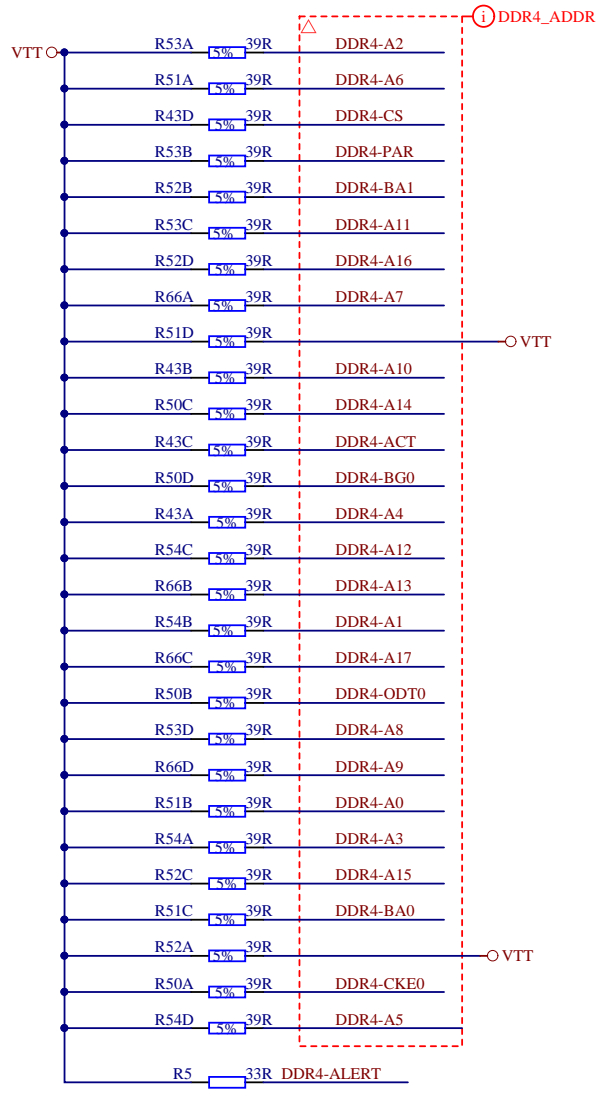 i DDR4_ADDR
VTT R53A 5% 39R DDR4-A2
R51A 5% 39R DDR4-A6
R43D 5% 39R DDR4-CS
R53B 5% 39R DDR4-PAR
R52B 5% 39R DDR4-BA1
R53C 5% 39R DDR4-A11
R52D 5% 39R DDR4-A16
R66A 5% 39R DDR4-A7
R51D 5% 39R VTT
R43B 5% 39R DDR4-A10
R50C 5% 39R DDR4-A14
R43C 5% 39R DDR4-ACT
R50D 5% 39R DDR4-BG0
R43A 5% 39R DDR4-A4
R54C 5% 39R DDR4-A12
R66B 5% 39R DDR4-A13
R54B 5% 39R DDR4-A1
R66C 5% 39R DDR4-A17
R50B 5% 39R DDR4-ODT0
R53D 5% 39R DDR4-A8
R66D 5% 39R DDR4-A9
R51B 5% 39R DDR4-A0
R54A 5% 39R DDR4-A3
R52C 5% 39R DDR4-A15
R51C 5% 39R DDR4-BA0
R52A 5% 39R VTT
R50A 5% 39R DDR4-CKE0
R54D 5% 39R DDR4-A5
R5 33R DDR4-ALERT